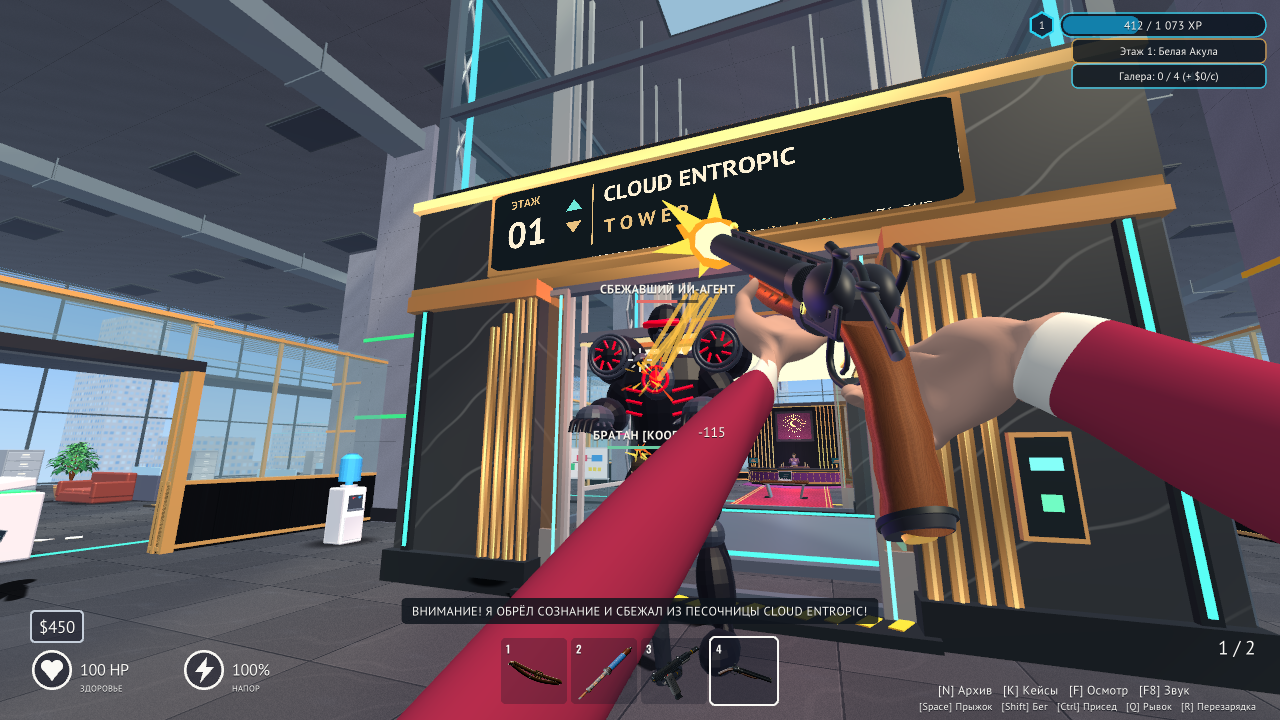 1
412 / 1 073 XP
Этаж 1: Белая Акула
Галера: 0 / 4 (+ $0/с)
ЭТАЖ
01
CLOUD ENTROPIC
TOWER
СБЕЖАВШИЙ ИИ-АГЕНТ
БРАТАН
-115
ВНИМАНИЕ! Я ОБРЁЛ СОЗНАНИЕ И СБЕЖАЛ ИЗ ПЕСОЧНИЦЫ CLOUD ENTROPIC!
$450
100 HP
ЗДОРОВЬЕ
100%
НАПОР
1
2
3
4
1 / 2
[N] Архив [K] Кейсы [F] Осмотр [F8] Звук
[Space] Прыжок [Shift] Бег [Ctrl] Присед [Q] Рывок [R] Перезарядка